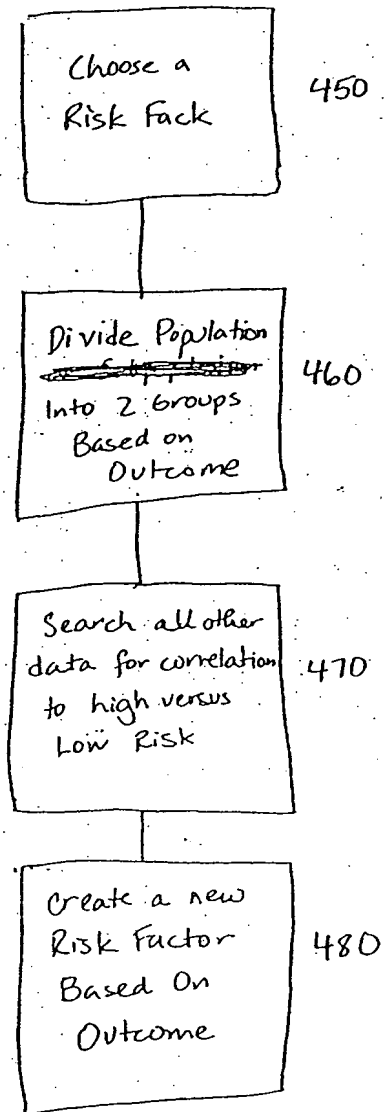 Choose a
Risk Fack
450
Divide Population
Into 2 Groups
Based on
Outcome
460
Search all other
data for correlation
to high versus
Low Risk
470
Create a new
Risk Factor
Based On
Outcome
480